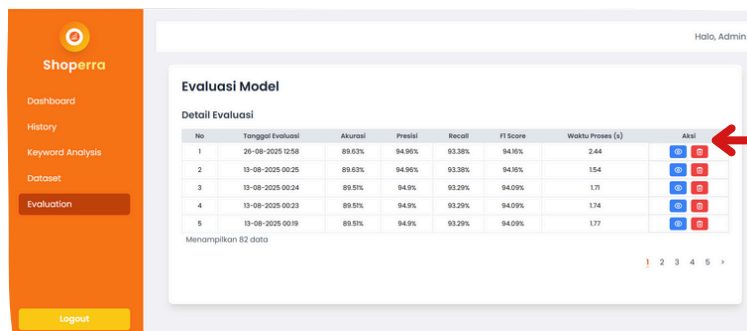 Shoperra
Dashboard
History
Keyword Analysis
Dataset
Evaluation
Logout
Halo, Admin
Evaluasi Model
Detail Evaluasi
No Tanggal Evaluasi Akurasi Presisi Recall F1 Score Waktu Proses (s) Aksi
1 26-08-2025 12:58 89.63% 94.96% 93.38% 94.16% 2.44
2 13-08-2025 00:25 89.63% 94.96% 93.38% 94.16% 1.54
3 13-08-2025 00:24 89.51% 94.9% 93.29% 94.09% 1.71
4 13-08-2025 00:23 89.51% 94.9% 93.29% 94.09% 1.74
5 13-08-2025 00:19 89.51% 94.9% 93.29% 94.09% 1.77
Menampilkan 82 data
1 2 3 4 5 >